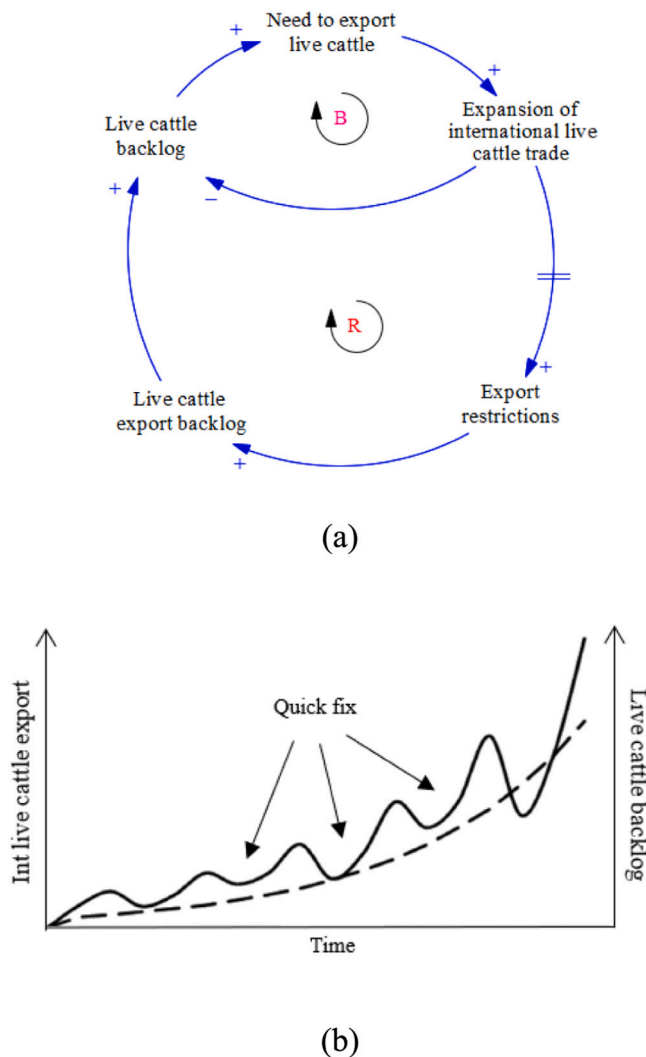 Need to export
live cattle
+
+
Live cattle
backlog
B
Expansion of
international live
cattle trade
+
–
R
Live cattle
export backlog
+
Export
restrictions
+
(a)
Int live cattle export
Quick fix
Live cattle backlog
Time
(b)